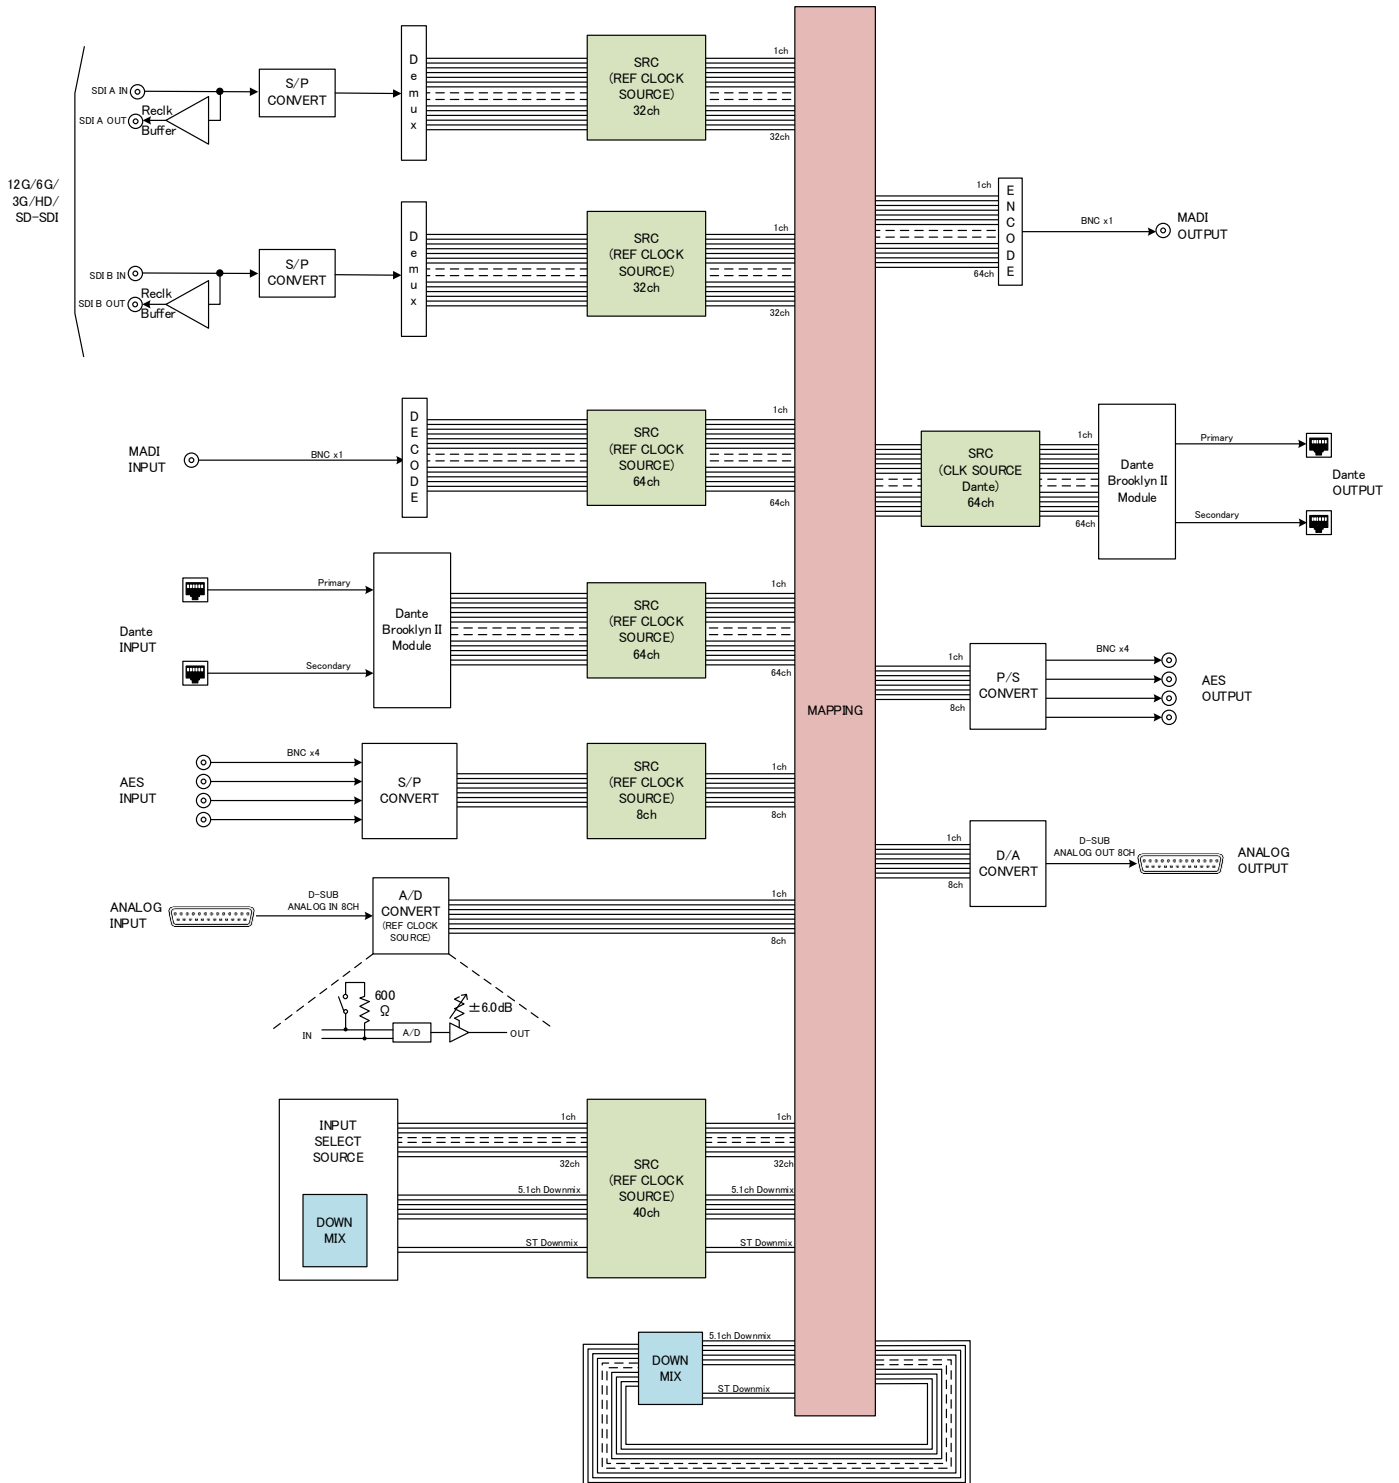 12G/6G/
3G/HD/
SD-SDI
SDI A IN
SDI A OUT
Reclk
Buffer
S/P
CONVERT
Demux
SRC
(REF CLOCK
SOURCE)
32ch
1ch
32ch
SDI B IN
SDI B OUT
Reclk
Buffer
S/P
CONVERT
Demux
SRC
(REF CLOCK
SOURCE)
32ch
1ch
32ch
MADI
INPUT
BNC x1
DECODE
SRC
(REF CLOCK
SOURCE)
64ch
1ch
64ch
Dante
INPUT
Primary
Secondary
Dante
Brooklyn II
Module
SRC
(REF CLOCK
SOURCE)
64ch
1ch
64ch
AES
INPUT
BNC x4
S/P
CONVERT
SRC
(REF CLOCK
SOURCE)
8ch
1ch
8ch
ANALOG
INPUT
D-SUB
ANALOG IN 8CH
A/D
CONVERT
(REF CLOCK
SOURCE)
1ch
8ch
600
Ω
±6.0dB
IN
A/D
OUT
INPUT
SELECT
SOURCE
DOWN
MIX
1ch
32ch
5.1ch Downmix
ST Downmix
SRC
(REF CLOCK
SOURCE)
40ch
1ch
32ch
5.1ch Downmix
ST Downmix
DOWN
MIX
5.1ch Downmix
ST Downmix
MAPPING
1ch
64ch
ENCODE
BNC x1
MADI
OUTPUT
SRC
(CLK SOURCE
Dante)
64ch
1ch
64ch
Dante
Brooklyn II
Module
Primary
Secondary
Dante
OUTPUT
1ch
8ch
P/S
CONVERT
BNC x4
AES
OUTPUT
1ch
8ch
D/A
CONVERT
D-SUB
ANALOG OUT 8CH
ANALOG
OUTPUT